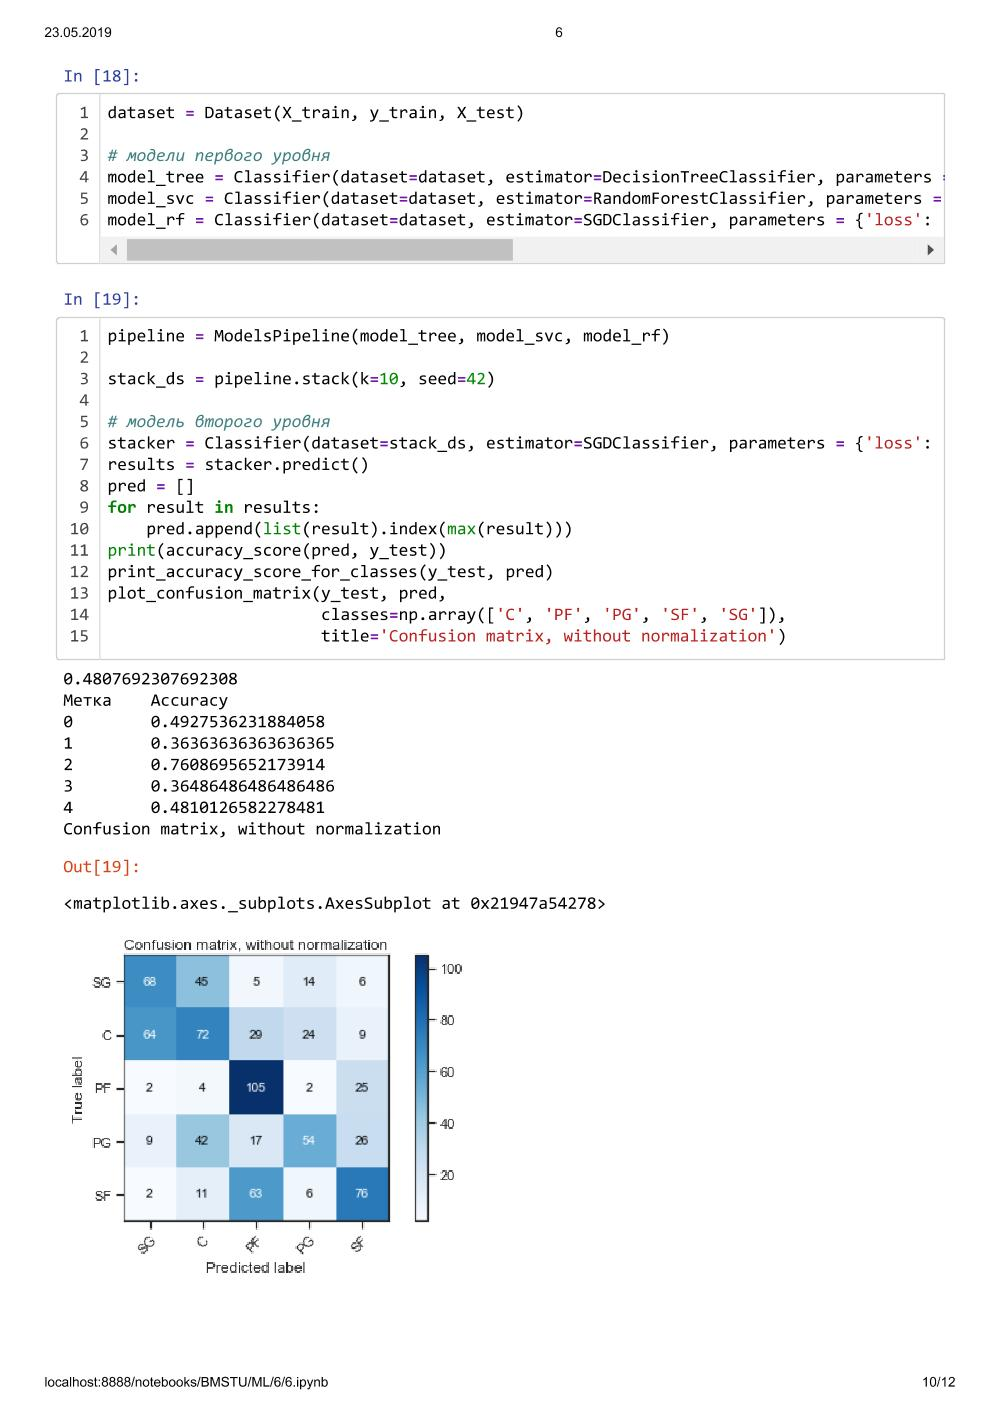 23.05.2019 6
In [18]:
1 dataset = Dataset(X_train, y_train, X_test)
2
3 # модели первого уровня
4 model_tree = Classifier(dataset=dataset, estimator=DecisionTreeClassifier, parameters =
5 model_svc = Classifier(dataset=dataset, estimator=RandomForestClassifier, parameters =
6 model_rf = Classifier(dataset=dataset, estimator=SGDClassifier, parameters = {'loss':
In [19]:
1 pipeline = ModelsPipeline(model_tree, model_svc, model_rf)
2
3 stack_ds = pipeline.stack(k=10, seed=42)
4
5 # модель второго уровня
6 stacker = Classifier(dataset=stack_ds, estimator=SGDClassifier, parameters = {'loss':
7 results = stacker.predict()
8 pred = []
9 for result in results:
10 pred.append(list(result).index(max(result)))
11 print(accuracy_score(pred, y_test))
12 print_accuracy_score_for_classes(y_test, pred)
13 plot_confusion_matrix(y_test, pred,
14 classes=np.array(['C', 'PF', 'PG', 'SF', 'SG']),
15 title='Confusion matrix, without normalization')
0.4807692307692308
Метка Accuracy
0 0.4927536231884058
1 0.36363636363636365
2 0.7608695652173914
3 0.36486486486486486
4 0.4810126582278481
Confusion matrix, without normalization
Out[19]:
<matplotlib.axes._subplots.AxesSubplot at 0x21947a54278>
Confusion matrix, without normalization
SG 68 45 5 14 6
C 64 72 29 24 9
PF 2 4 105 2 25
PG 9 42 17 54 26
SF 2 11 63 6 76
SG C PF PG SF
True label
Predicted label
100
80
60
40
20
localhost:8888/notebooks/BMSTU/ML/6/6.ipynb 10/12